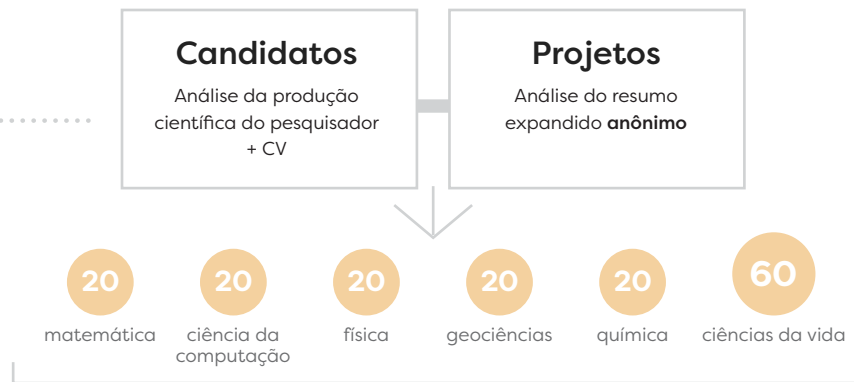 Candidatos
Análise da produção
científica do pesquisador
+ CV
Projetos
Análise do resumo
expandido anônimo
20
matemática
20
ciência da
computação
20
física
20
geociências
20
química
60
ciências da vida